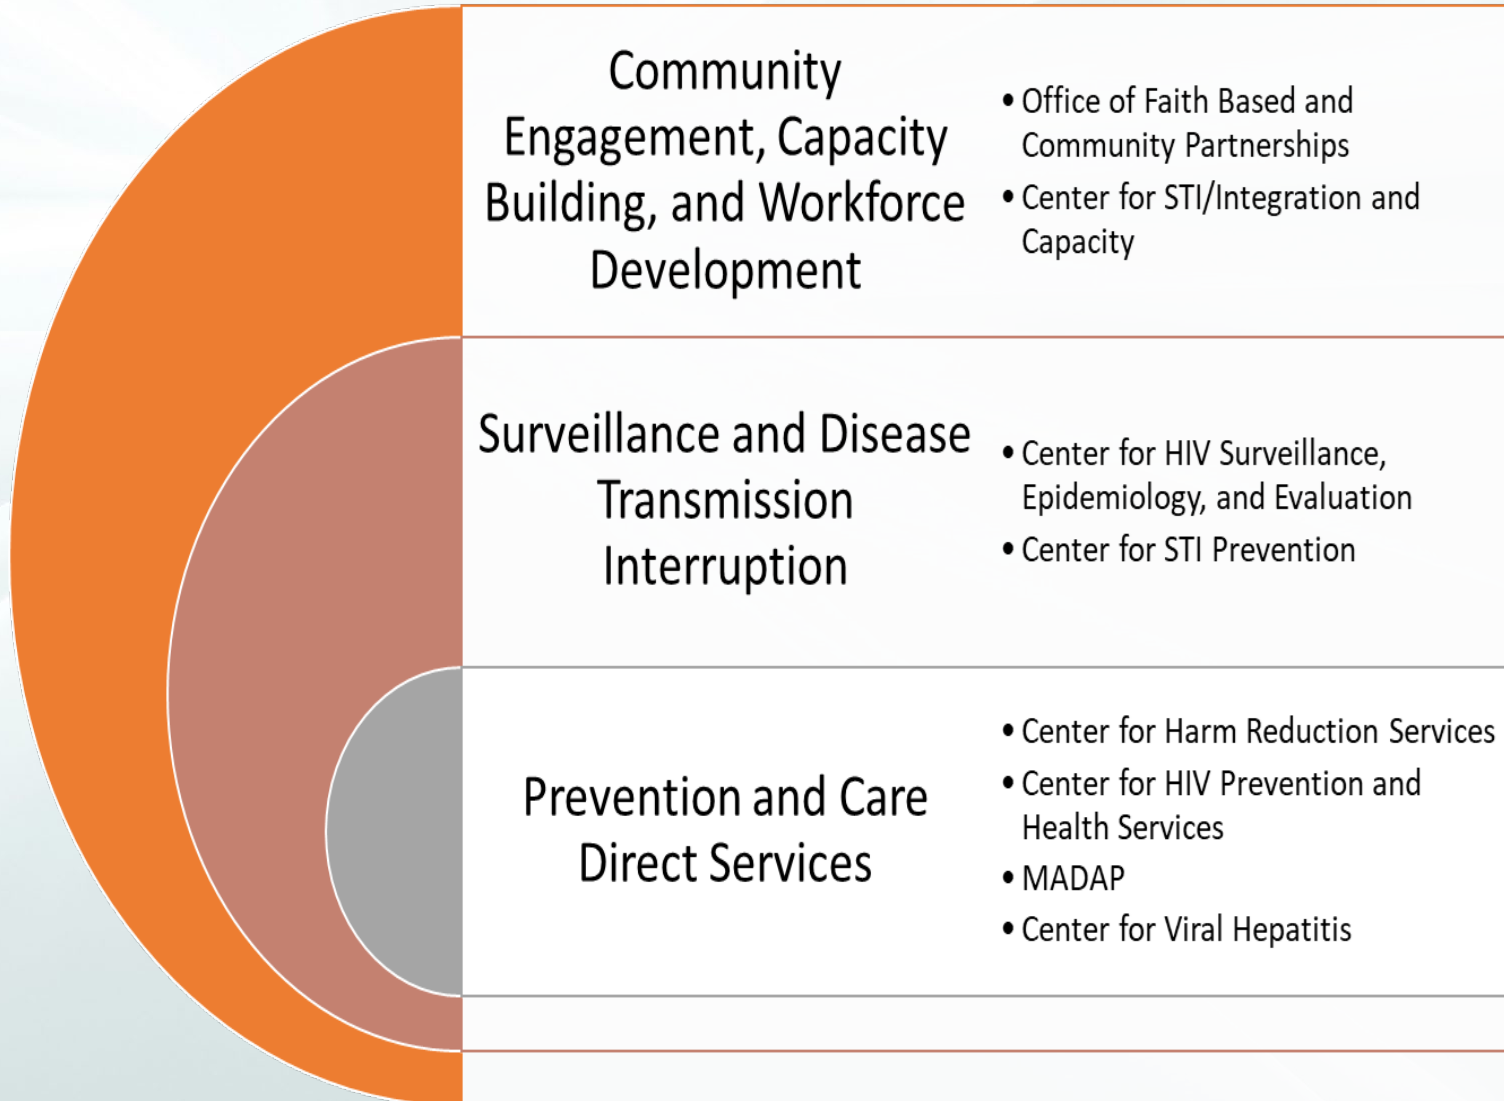 Community
Engagement, Capacity
Building, and Workforce
Development
• Office of Faith Based and
Community Partnerships
• Center for STI/Integration and
Capacity
Surveillance and Disease
Transmission
Interruption
• Center for HIV Surveillance,
Epidemiology, and Evaluation
• Center for STI Prevention
Prevention and Care
Direct Services
• Center for Harm Reduction Services
• Center for HIV Prevention and
Health Services
• MADAP
• Center for Viral Hepatitis